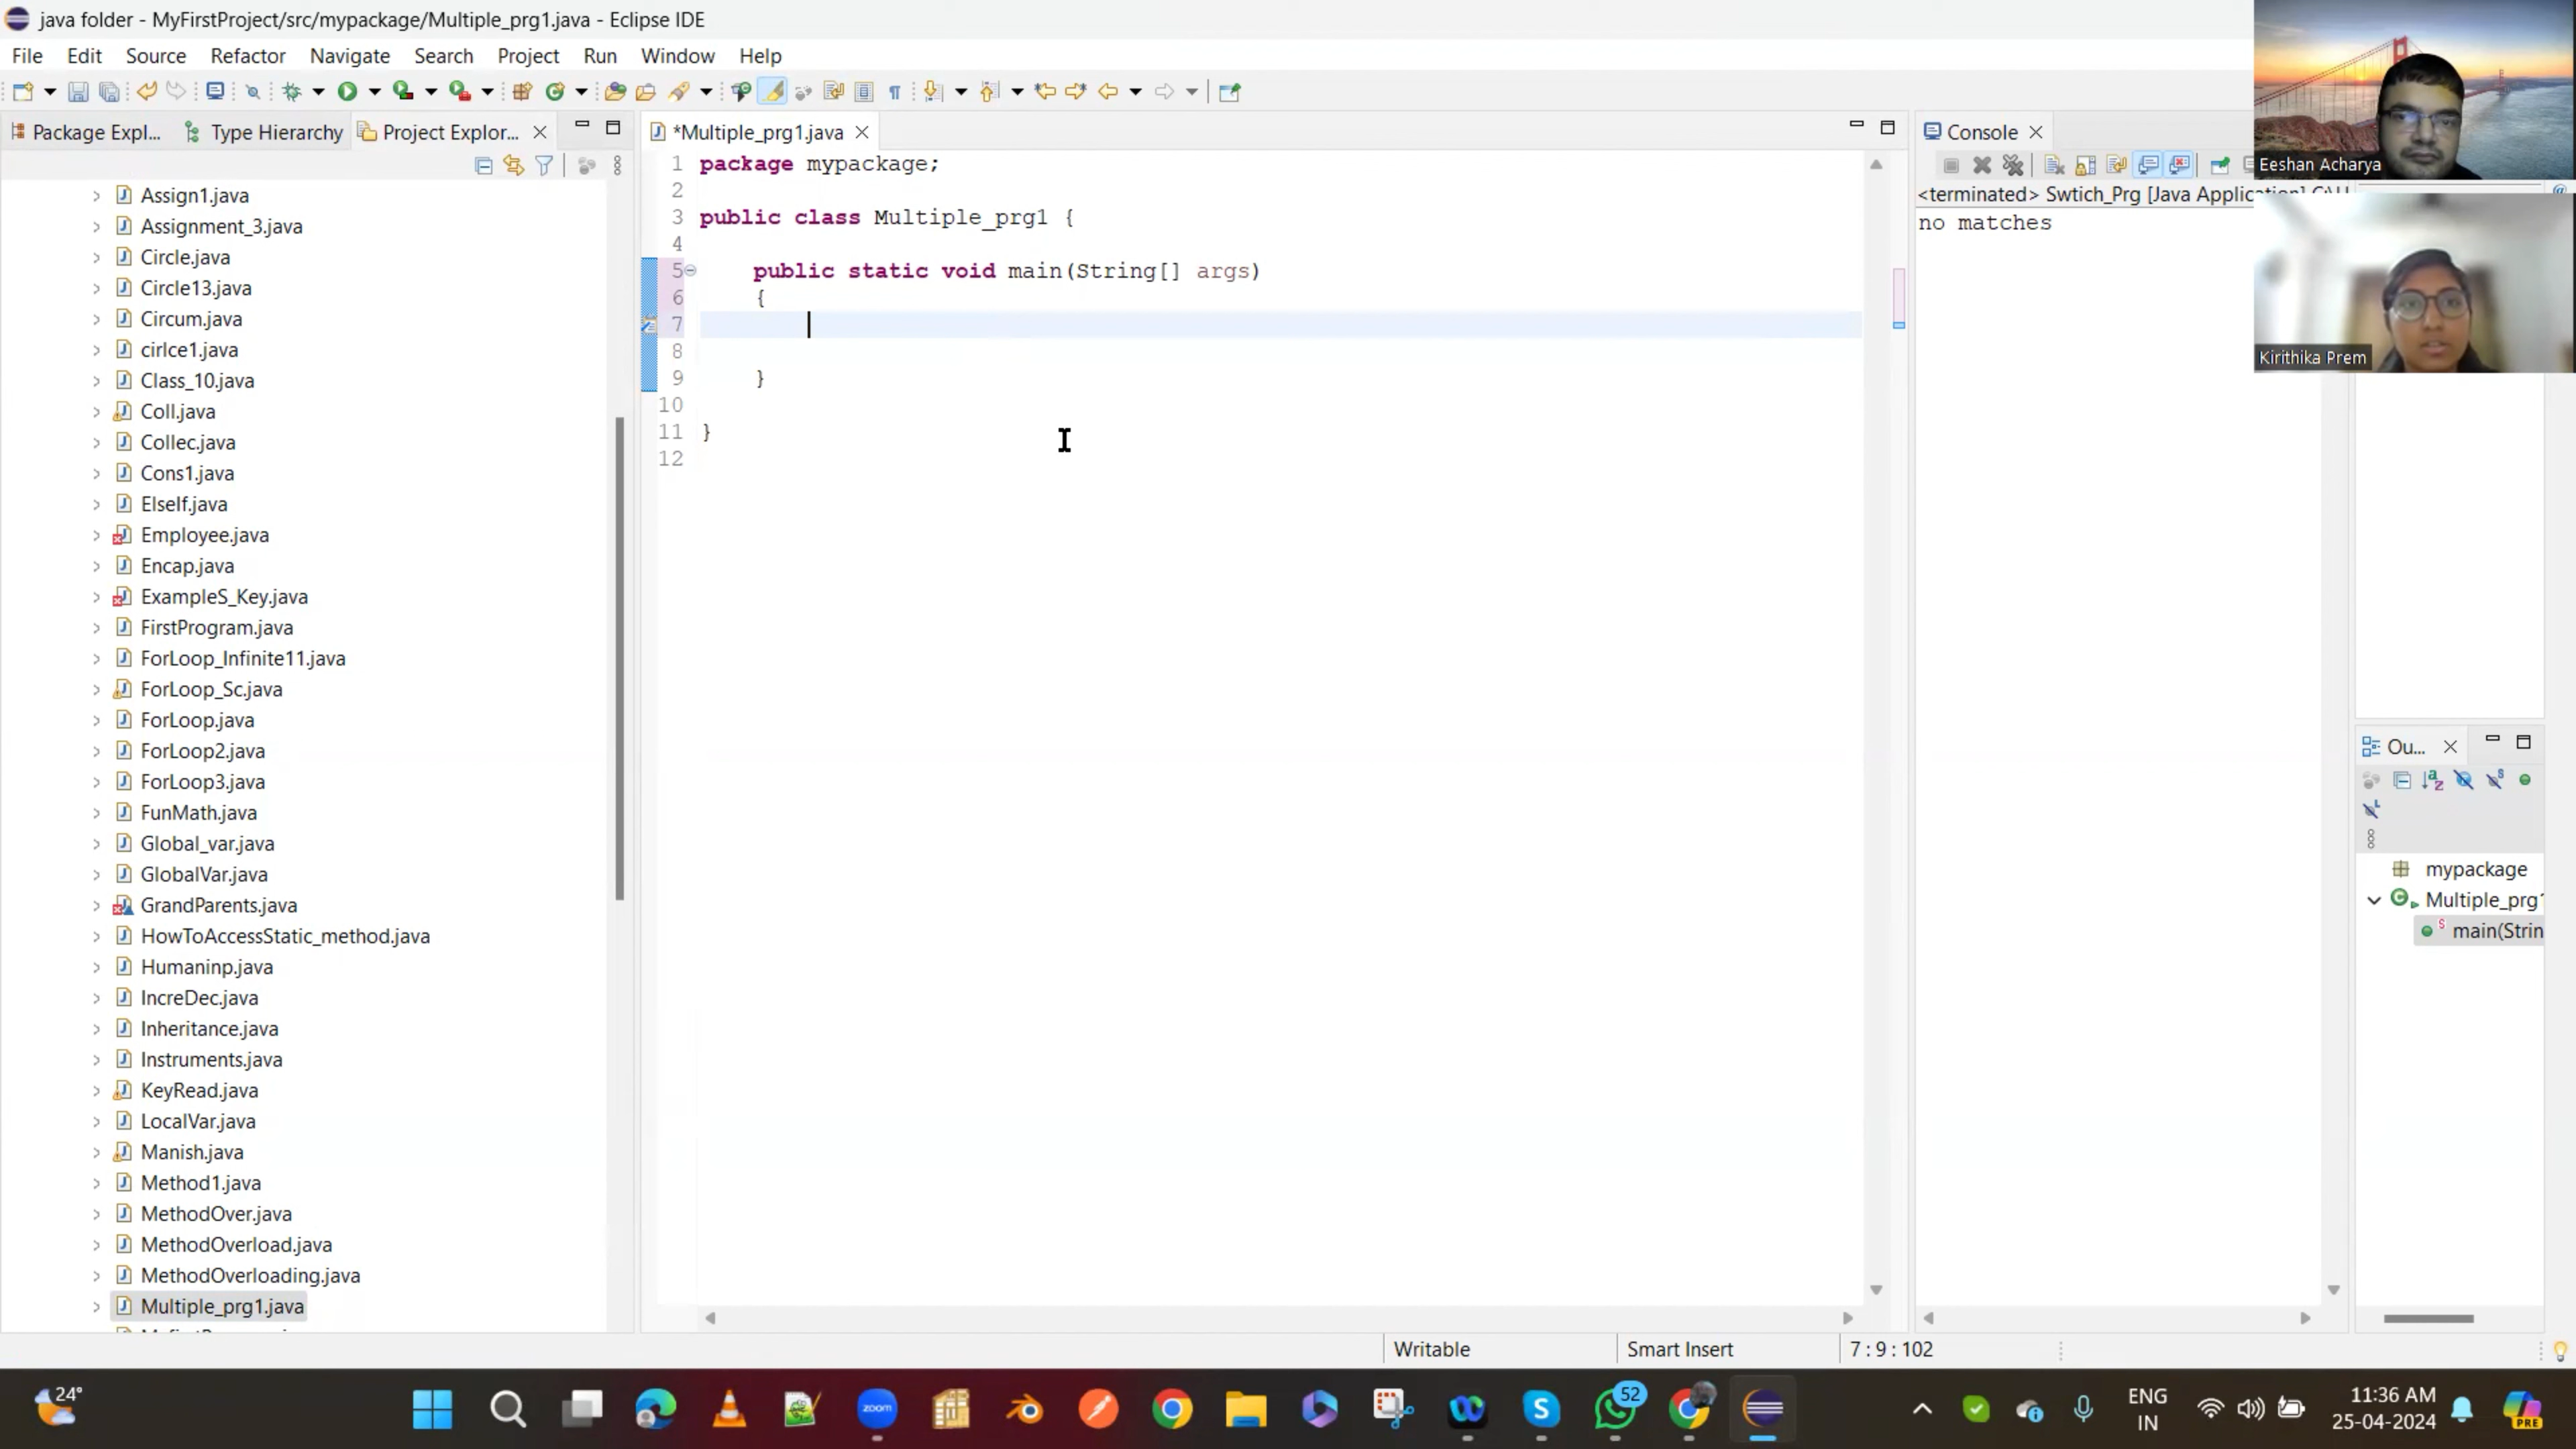 java folder - MyFirstProject/src/mypackage/Multiple_prg1.java - Eclipse IDE
File Edit Source Refactor Navigate Search Project Run Window Help
Package Expl... Type Hierarchy Project Explor...
Assign1.java
Assignment_3.java
Circle.java
Circle13.java
Circum.java
cirlce1.java
Class_10.java
Coll.java
Collec.java
Cons1.java
ElseIf.java
Employee.java
Encap.java
ExampleS_Key.java
FirstProgram.java
ForLoop_Infinite11.java
ForLoop_Sc.java
ForLoop.java
ForLoop2.java
ForLoop3.java
FunMath.java
Global_var.java
GlobalVar.java
GrandParents.java
HowToAccessStatic_method.java
Humaninp.java
IncreDec.java
Inheritance.java
Instruments.java
KeyRead.java
LocalVar.java
Manish.java
Method1.java
MethodOver.java
MethodOverload.java
MethodOverloading.java
Multiple_prg1.java
*Multiple_prg1.java
1 package mypackage;
2
3 public class Multiple_prg1 {
4
5 public static void main(String[] args)
6 {
7
8
9 }
10
11 }
12
Console
<terminated> Swtich_Prg [Java Applic
no matches
Eeshan Acharya
Kirithika Prem
Ou...
mypackage
Multiple_prg1
main(Strin
Writable Smart Insert 7 : 9 : 102
24°
zoom
52
ENG
IN
11:36 AM
25-04-2024
PRE